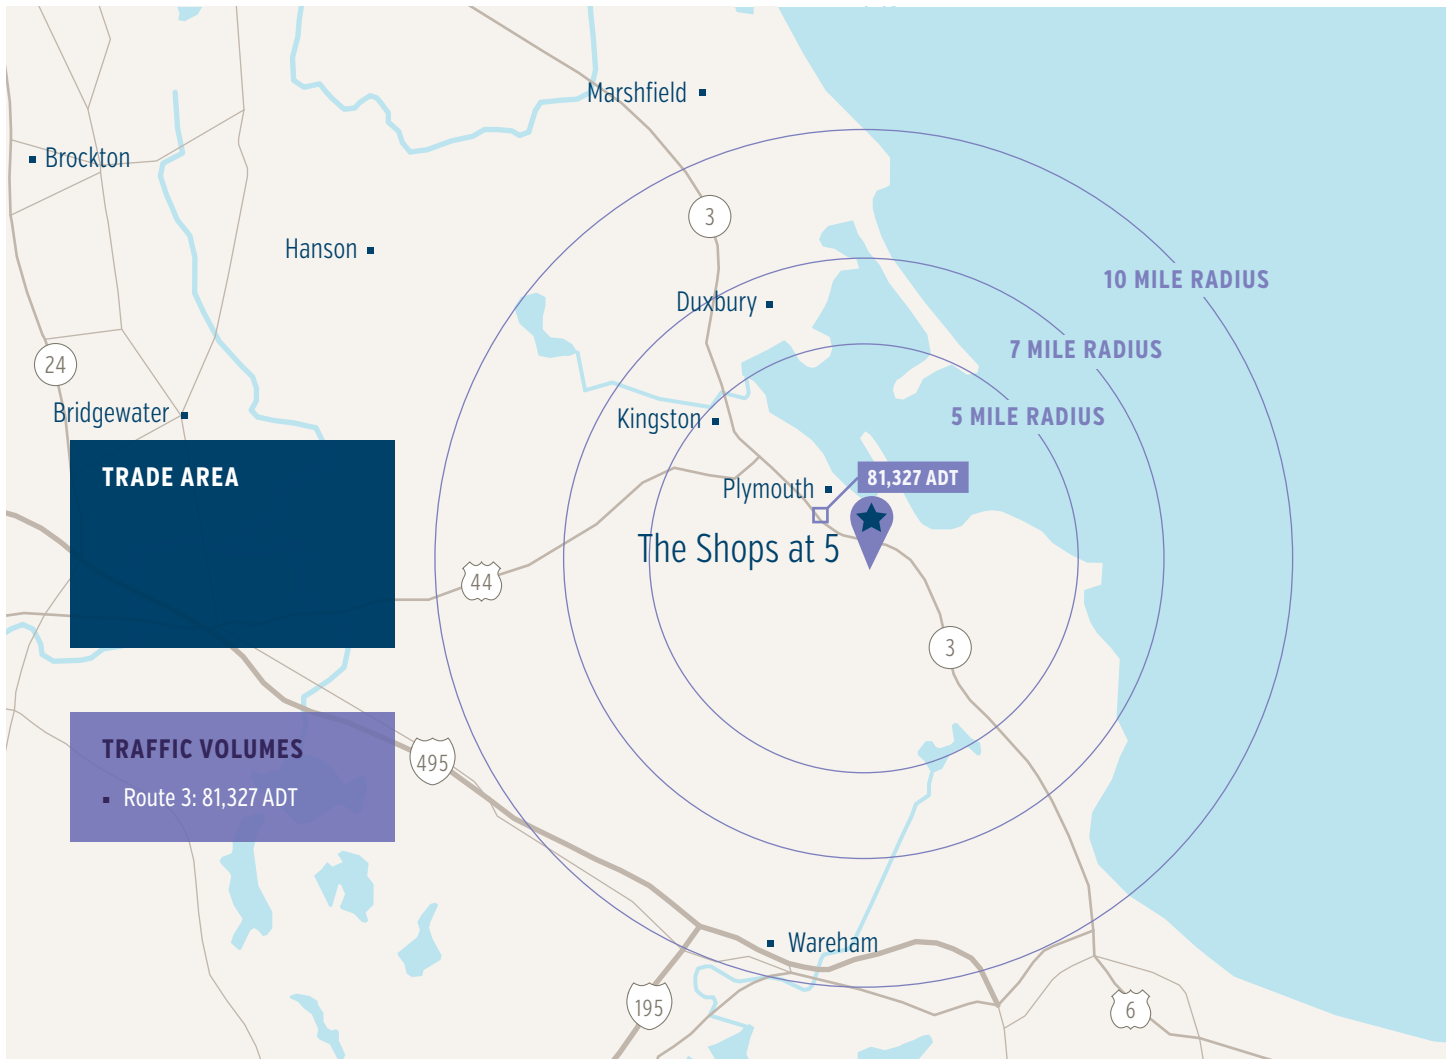 Marshfield
Brockton
3
Hanson
10 MILE RADIUS
Duxbury
7 MILE RADIUS
24
Bridgewater
Kingston
5 MILE RADIUS
TRADE AREA
81,327 ADT
Plymouth
The Shops at 5
44
3
TRAFFIC VOLUMES
495
Route 3: 81,327 ADT
Wareham
195
6